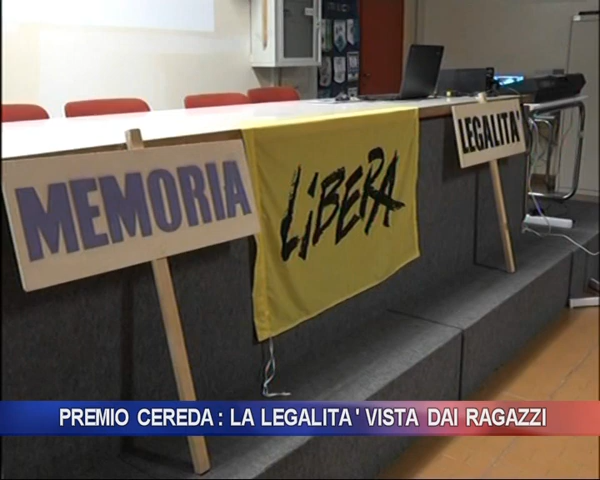 MEMORIA
LiBERA
LEGALITA'
PREMIO CEREDA : LA LEGALITA' VISTA DAI RAGAZZI